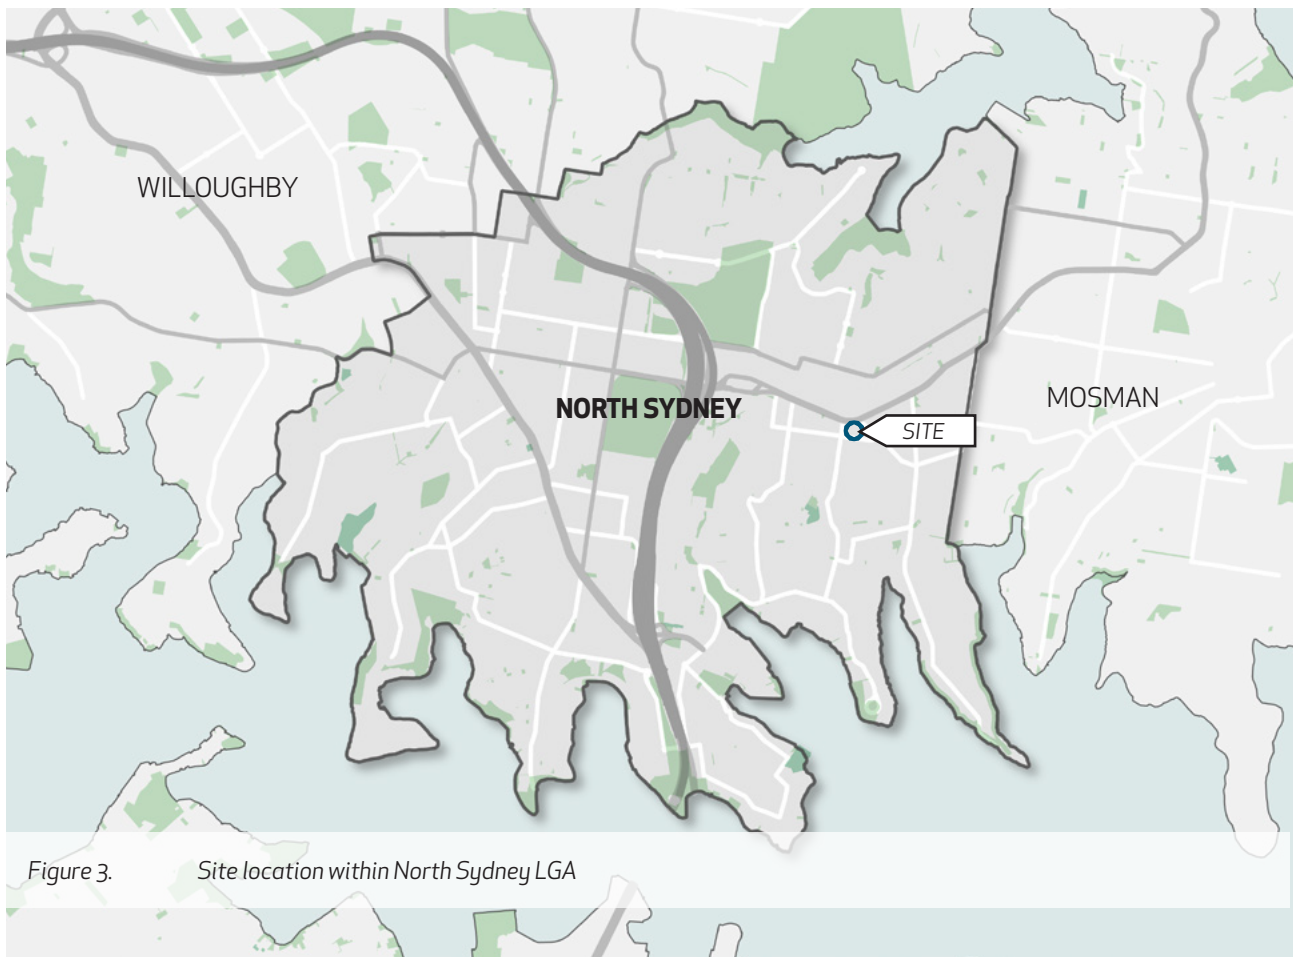 WILLOUGHBY
NORTH SYDNEY
MOSMAN
SITE
Figure 3. Site location within North Sydney LGA